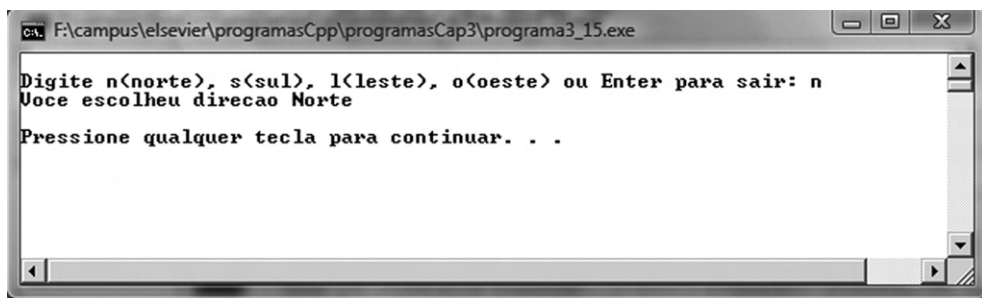 F:\campus\elsevier\programasCpp\programasCap3\programa3_15.exe
Digite n(norte), s(sul), l(leste), o(oeste) ou Enter para sair: n
Voce escolheu direcao Norte
Pressione qualquer tecla para continuar. . .